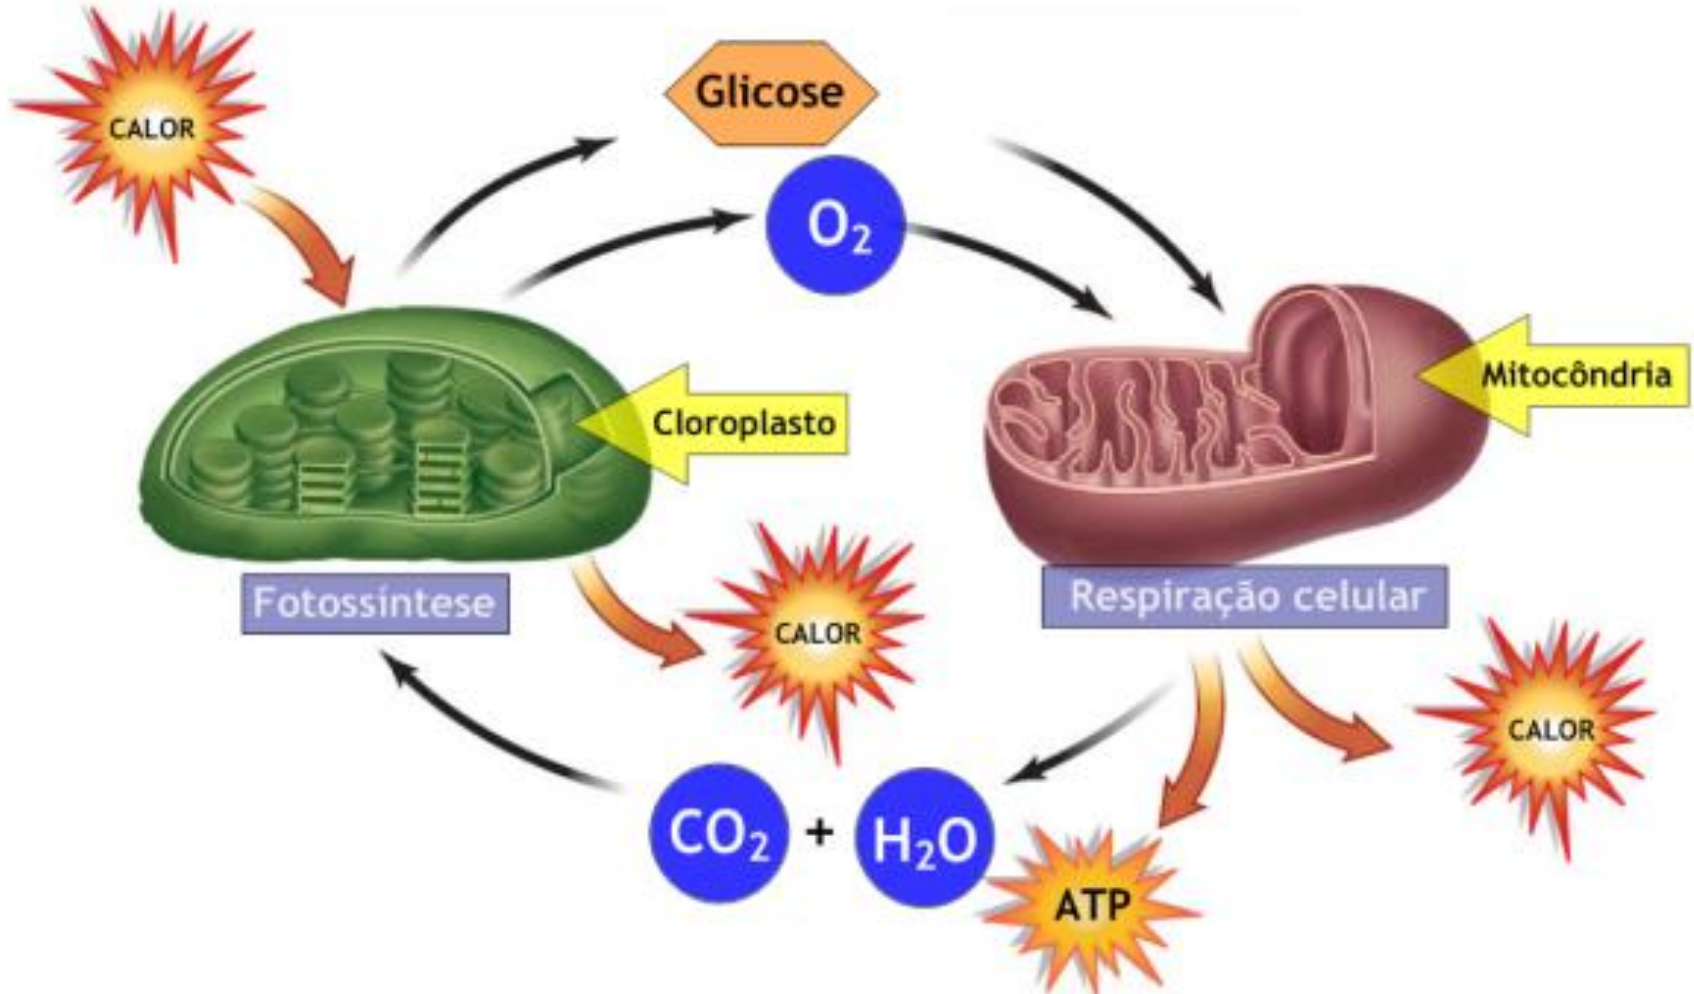 CALOR
Glicose
O₂
Cloroplasto
Mitocôndria
Fotossíntese
Respiração celular
CALOR
CALOR
CO₂ + H₂O
ATP